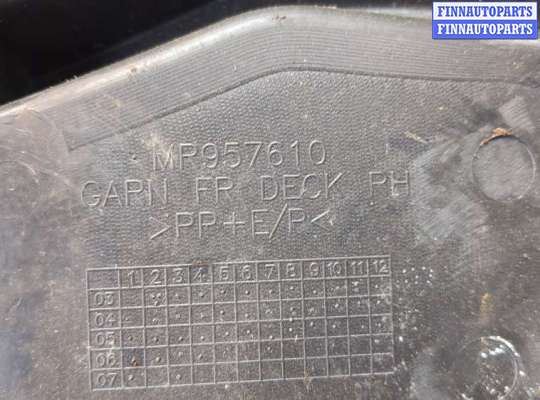 FINNAUTOPARTS
FINNAUTOPARTS
MR957610
GARN FR DECK RH
>PP+E/P<
1 2 3 4 5 6 7 8 9 10 11 12
03
04
05
06
07